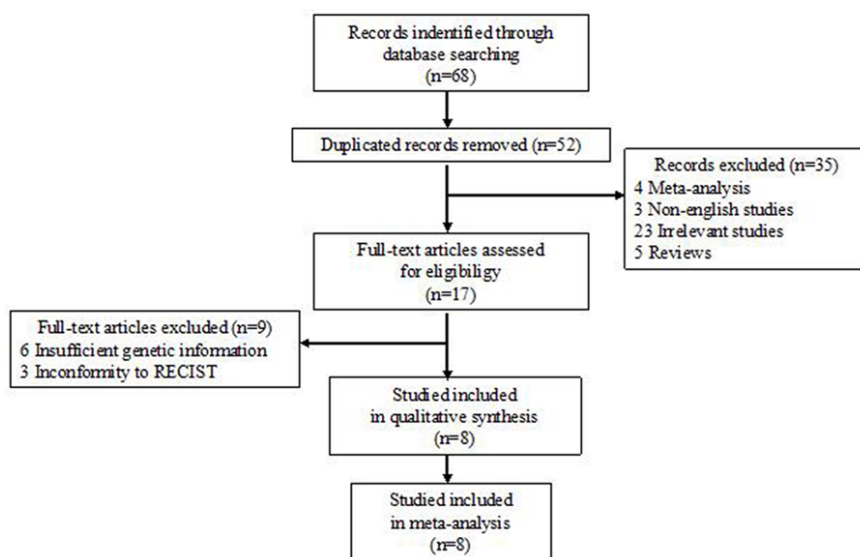 Records indentified through
database searching
(n=68)
Duplicated records removed (n=52)
Records excluded (n=35)
4 Meta-analysis
3 Non-english studies
23 Irrelevant studies
5 Reviews
Full-text articles assessed
for eligibiligy
(n=17)
Full-text articles excluded (n=9)
6 Insufficient genetic information
3 Inconformity to RECIST
Studied included
in qualitative synthesis
(n=8)
Studied included
in meta-analysis
(n=8)